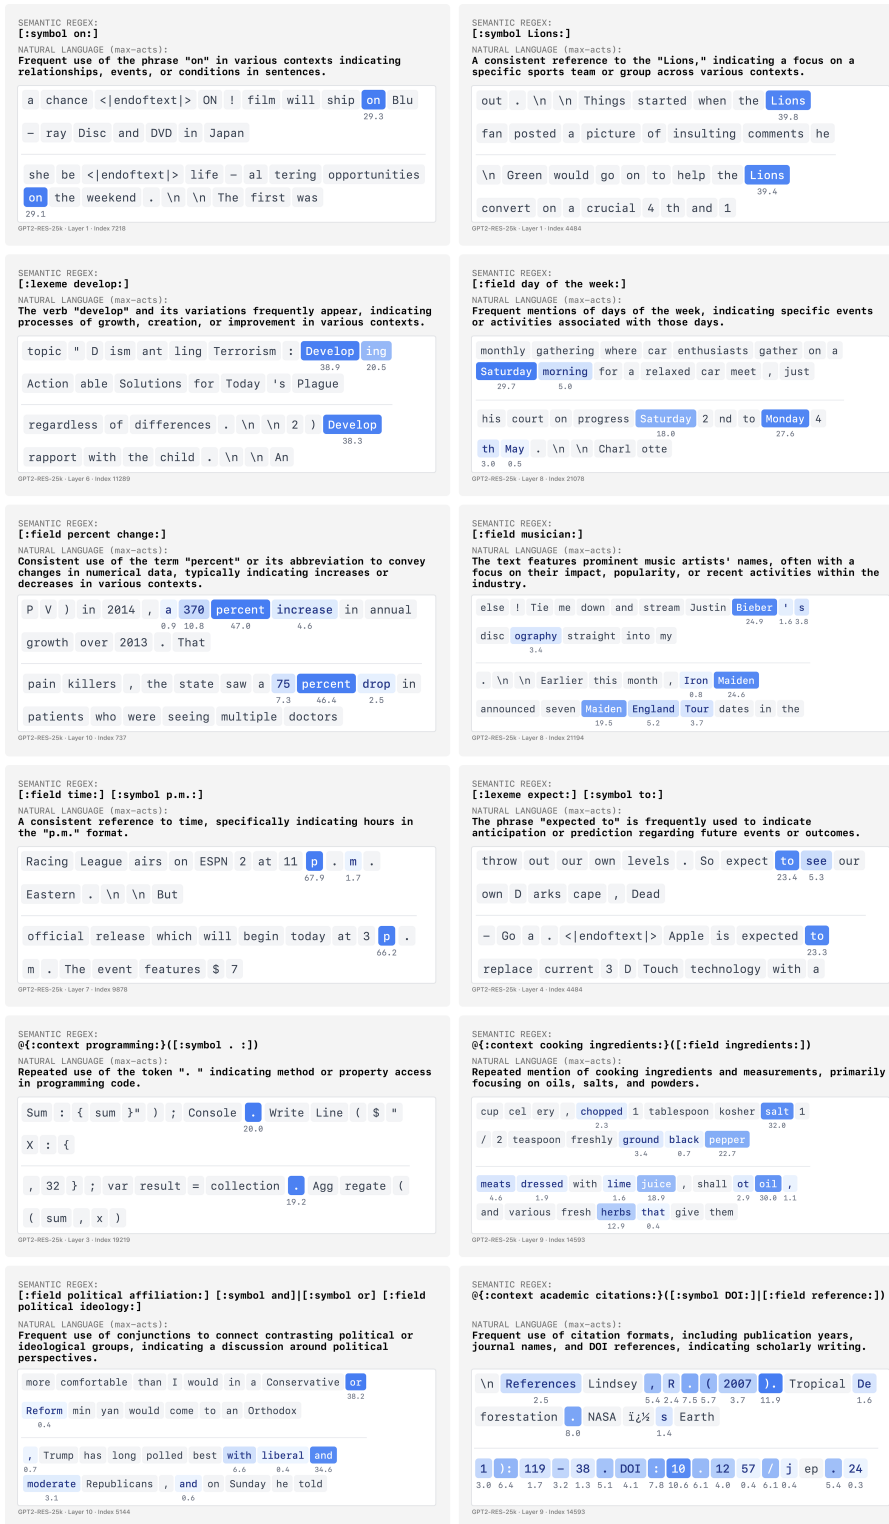 SEMANTIC REGEX:
[:symbol on:]
NATURAL LANGUAGE (max-acts):
Frequent use of the phrase "on" in various contexts indicating
relationships, events, or conditions in sentences.
a chance <|endoftext|> ON ! film will ship on Blu
29.3
– ray Disc and DVD in Japan
she be <|endoftext|> life – al tering opportunities
on the weekend . \n \n The first was
29.1
GPT2-RES-25k · Layer 1 · Index 7218
SEMANTIC REGEX:
[:symbol Lions:]
NATURAL LANGUAGE (max-acts):
A consistent reference to the "Lions," indicating a focus on a
specific sports team or group across various contexts.
out . \n \n Things started when the Lions
39.8
fan posted a picture of insulting comments he
\n Green would go on to help the Lions
39.4
convert on a crucial 4 th and 1
GPT2-RES-25k · Layer 1 · Index 4484
SEMANTIC REGEX:
[:lexeme develop:]
NATURAL LANGUAGE (max-acts):
The verb "develop" and its variations frequently appear, indicating
processes of growth, creation, or improvement in various contexts.
topic " D ism ant ling Terrorism : Develop ing
38.9 20.5
Action able Solutions for Today 's Plague
regardless of differences . \n \n 2 ) Develop
38.3
rapport with the child . \n \n An
GPT2-RES-25k · Layer 6 · Index 11289
SEMANTIC REGEX:
[:field day of the week:]
NATURAL LANGUAGE (max-acts):
Frequent mentions of days of the week, indicating specific events
or activities associated with those days.
monthly gathering where car enthusiasts gather on a
Saturday morning for a relaxed car meet , just
29.7 5.0
his court on progress Saturday 2 nd to Monday 4
18.0 27.6
th May . \n \n Charl otte
3.0 0.5
GPT2-RES-25k · Layer 8 · Index 21078
SEMANTIC REGEX:
[:field percent change:]
NATURAL LANGUAGE (max-acts):
Consistent use of the term "percent" or its abbreviation to convey
changes in numerical data, typically indicating increases or
decreases in various contexts.
P V ) in 2014 , a 370 percent increase in annual
0.9 10.8 47.0 4.6
growth over 2013 . That
pain killers , the state saw a 75 percent drop in
7.3 46.4 2.5
patients who were seeing multiple doctors
GPT2-RES-25k · Layer 10 · Index 737
SEMANTIC REGEX:
[:field musician:]
NATURAL LANGUAGE (max-acts):
The text features prominent music artists' names, often with a
focus on their impact, popularity, or recent activities within the
industry.
else ! Tie me down and stream Justin Bieber ' s
24.9 1.6 3.8
disc ography straight into my
3.4
. \n \n Earlier this month , Iron Maiden
0.8 24.6
announced seven Maiden England Tour dates in the
19.5 5.2 3.7
GPT2-RES-25k · Layer 8 · Index 21194
SEMANTIC REGEX:
[:field time:] [:symbol p.m.:]
NATURAL LANGUAGE (max-acts):
A consistent reference to time, specifically indicating hours in
the "p.m." format.
Racing League airs on ESPN 2 at 11 p . m .
67.9 1.7
Eastern . \n \n But
official release which will begin today at 3 p .
66.2
m . The event features $ 7
GPT2-RES-25k · Layer 7 · Index 9878
SEMANTIC REGEX:
[:lexeme expect:] [:symbol to:]
NATURAL LANGUAGE (max-acts):
The phrase "expected to" is frequently used to indicate
anticipation or prediction regarding future events or outcomes.
throw out our own levels . So expect to see our
23.4 5.3
own D arks cape , Dead
– Go a . <|endoftext|> Apple is expected to
23.3
replace current 3 D Touch technology with a
GPT2-RES-25k · Layer 4 · Index 4484
SEMANTIC REGEX:
@{:context programming:}([:symbol . :])
NATURAL LANGUAGE (max-acts):
Repeated use of the token ". " indicating method or property access
in programming code.
Sum : { sum }" ) ; Console . Write Line ( $ "
20.0
X : {
, 32 } ; var result = collection . Agg regate (
19.2
( sum , x )
GPT2-RES-25k · Layer 3 · Index 19219
SEMANTIC REGEX:
@{:context cooking ingredients:}([:field ingredients:])
NATURAL LANGUAGE (max-acts):
Repeated mention of cooking ingredients and measurements, primarily
focusing on oils, salts, and powders.
cup cel ery , chopped 1 tablespoon kosher salt 1
2.3 32.0
/ 2 teaspoon freshly ground black pepper
3.4 0.7 22.7
meats dressed with lime juice , shall ot oil ,
4.6 1.9 1.6 18.9 2.9 30.0 1.1
and various fresh herbs that give them
12.9 0.4
GPT2-RES-25k · Layer 9 · Index 14593
SEMANTIC REGEX:
[:field political affiliation:] [:symbol and]|[:symbol or] [:field
political ideology:]
NATURAL LANGUAGE (max-acts):
Frequent use of conjunctions to connect contrasting political or
ideological groups, indicating a discussion around political
perspectives.
more comfortable than I would in a Conservative or
38.2
Reform min yan would come to an Orthodox
0.4
, Trump has long polled best with liberal and
0.7 6.6 0.4 34.6
moderate Republicans , and on Sunday he told
3.1 0.6
GPT2-RES-25k · Layer 10 · Index 5144
SEMANTIC REGEX:
@{:context academic citations:}([:symbol DOI:]|[:field reference:])
NATURAL LANGUAGE (max-acts):
Frequent use of citation formats, including publication years,
journal names, and DOI references, indicating scholarly writing.
\n References Lindsey , R . ( 2007 ). Tropical De
2.5 5.4 2.4 7.5 5.7 3.7 11.9 1.6
forestation . NASA ï¿½ s Earth
8.0 1.4
1 ): 119 – 38 . DOI : 10 . 12 57 / j ep . 24
3.0 6.4 1.7 3.2 1.3 5.1 4.1 7.8 10.6 6.1 4.0 0.4 6.1 0.4 5.4 0.3
GPT2-RES-25k · Layer 9 · Index 14593